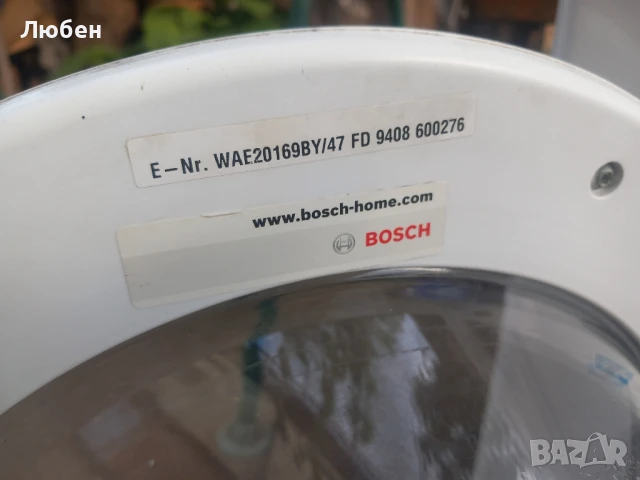 Любен
E-Nr. WAE20169BY/47 FD 9408 600276
www.bosch-home.com
BOSCH
BAZAR